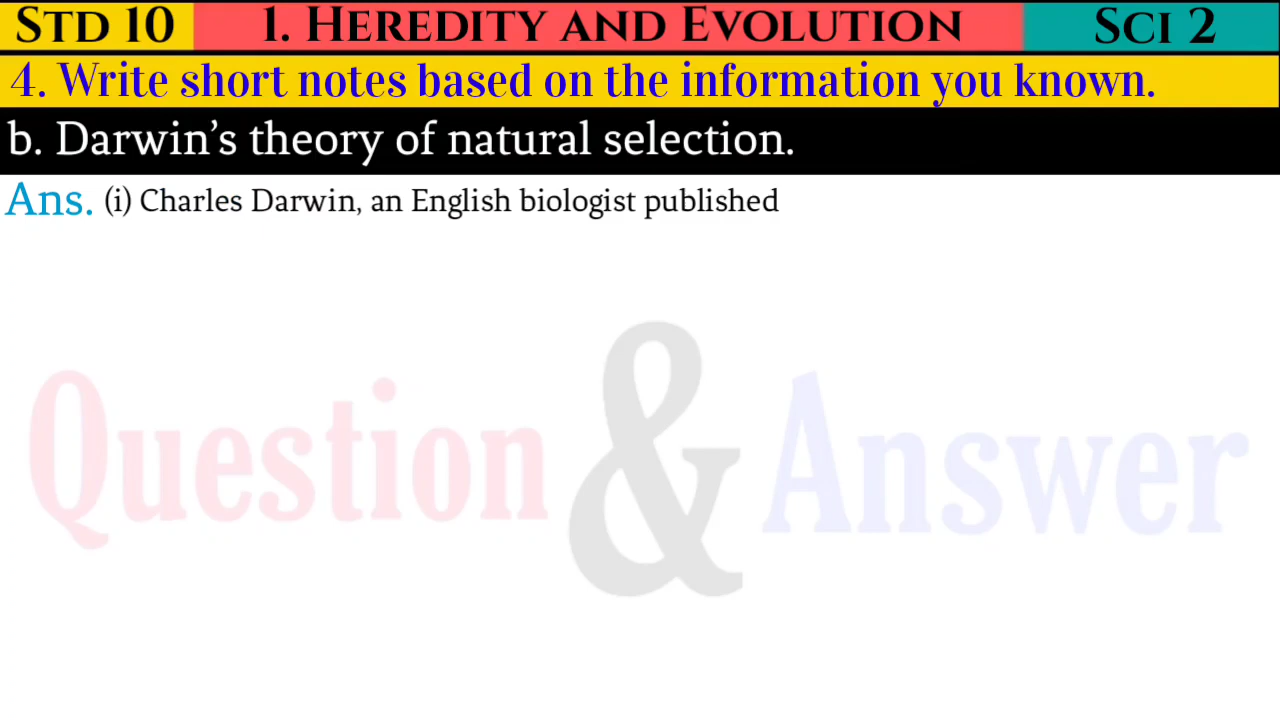 Std 10 1. Heredity and Evolution Sci 2
4. Write short notes based on the information you known.
b. Darwin’s theory of natural selection.
Ans. (i) Charles Darwin, an English biologist published
Question & Answer